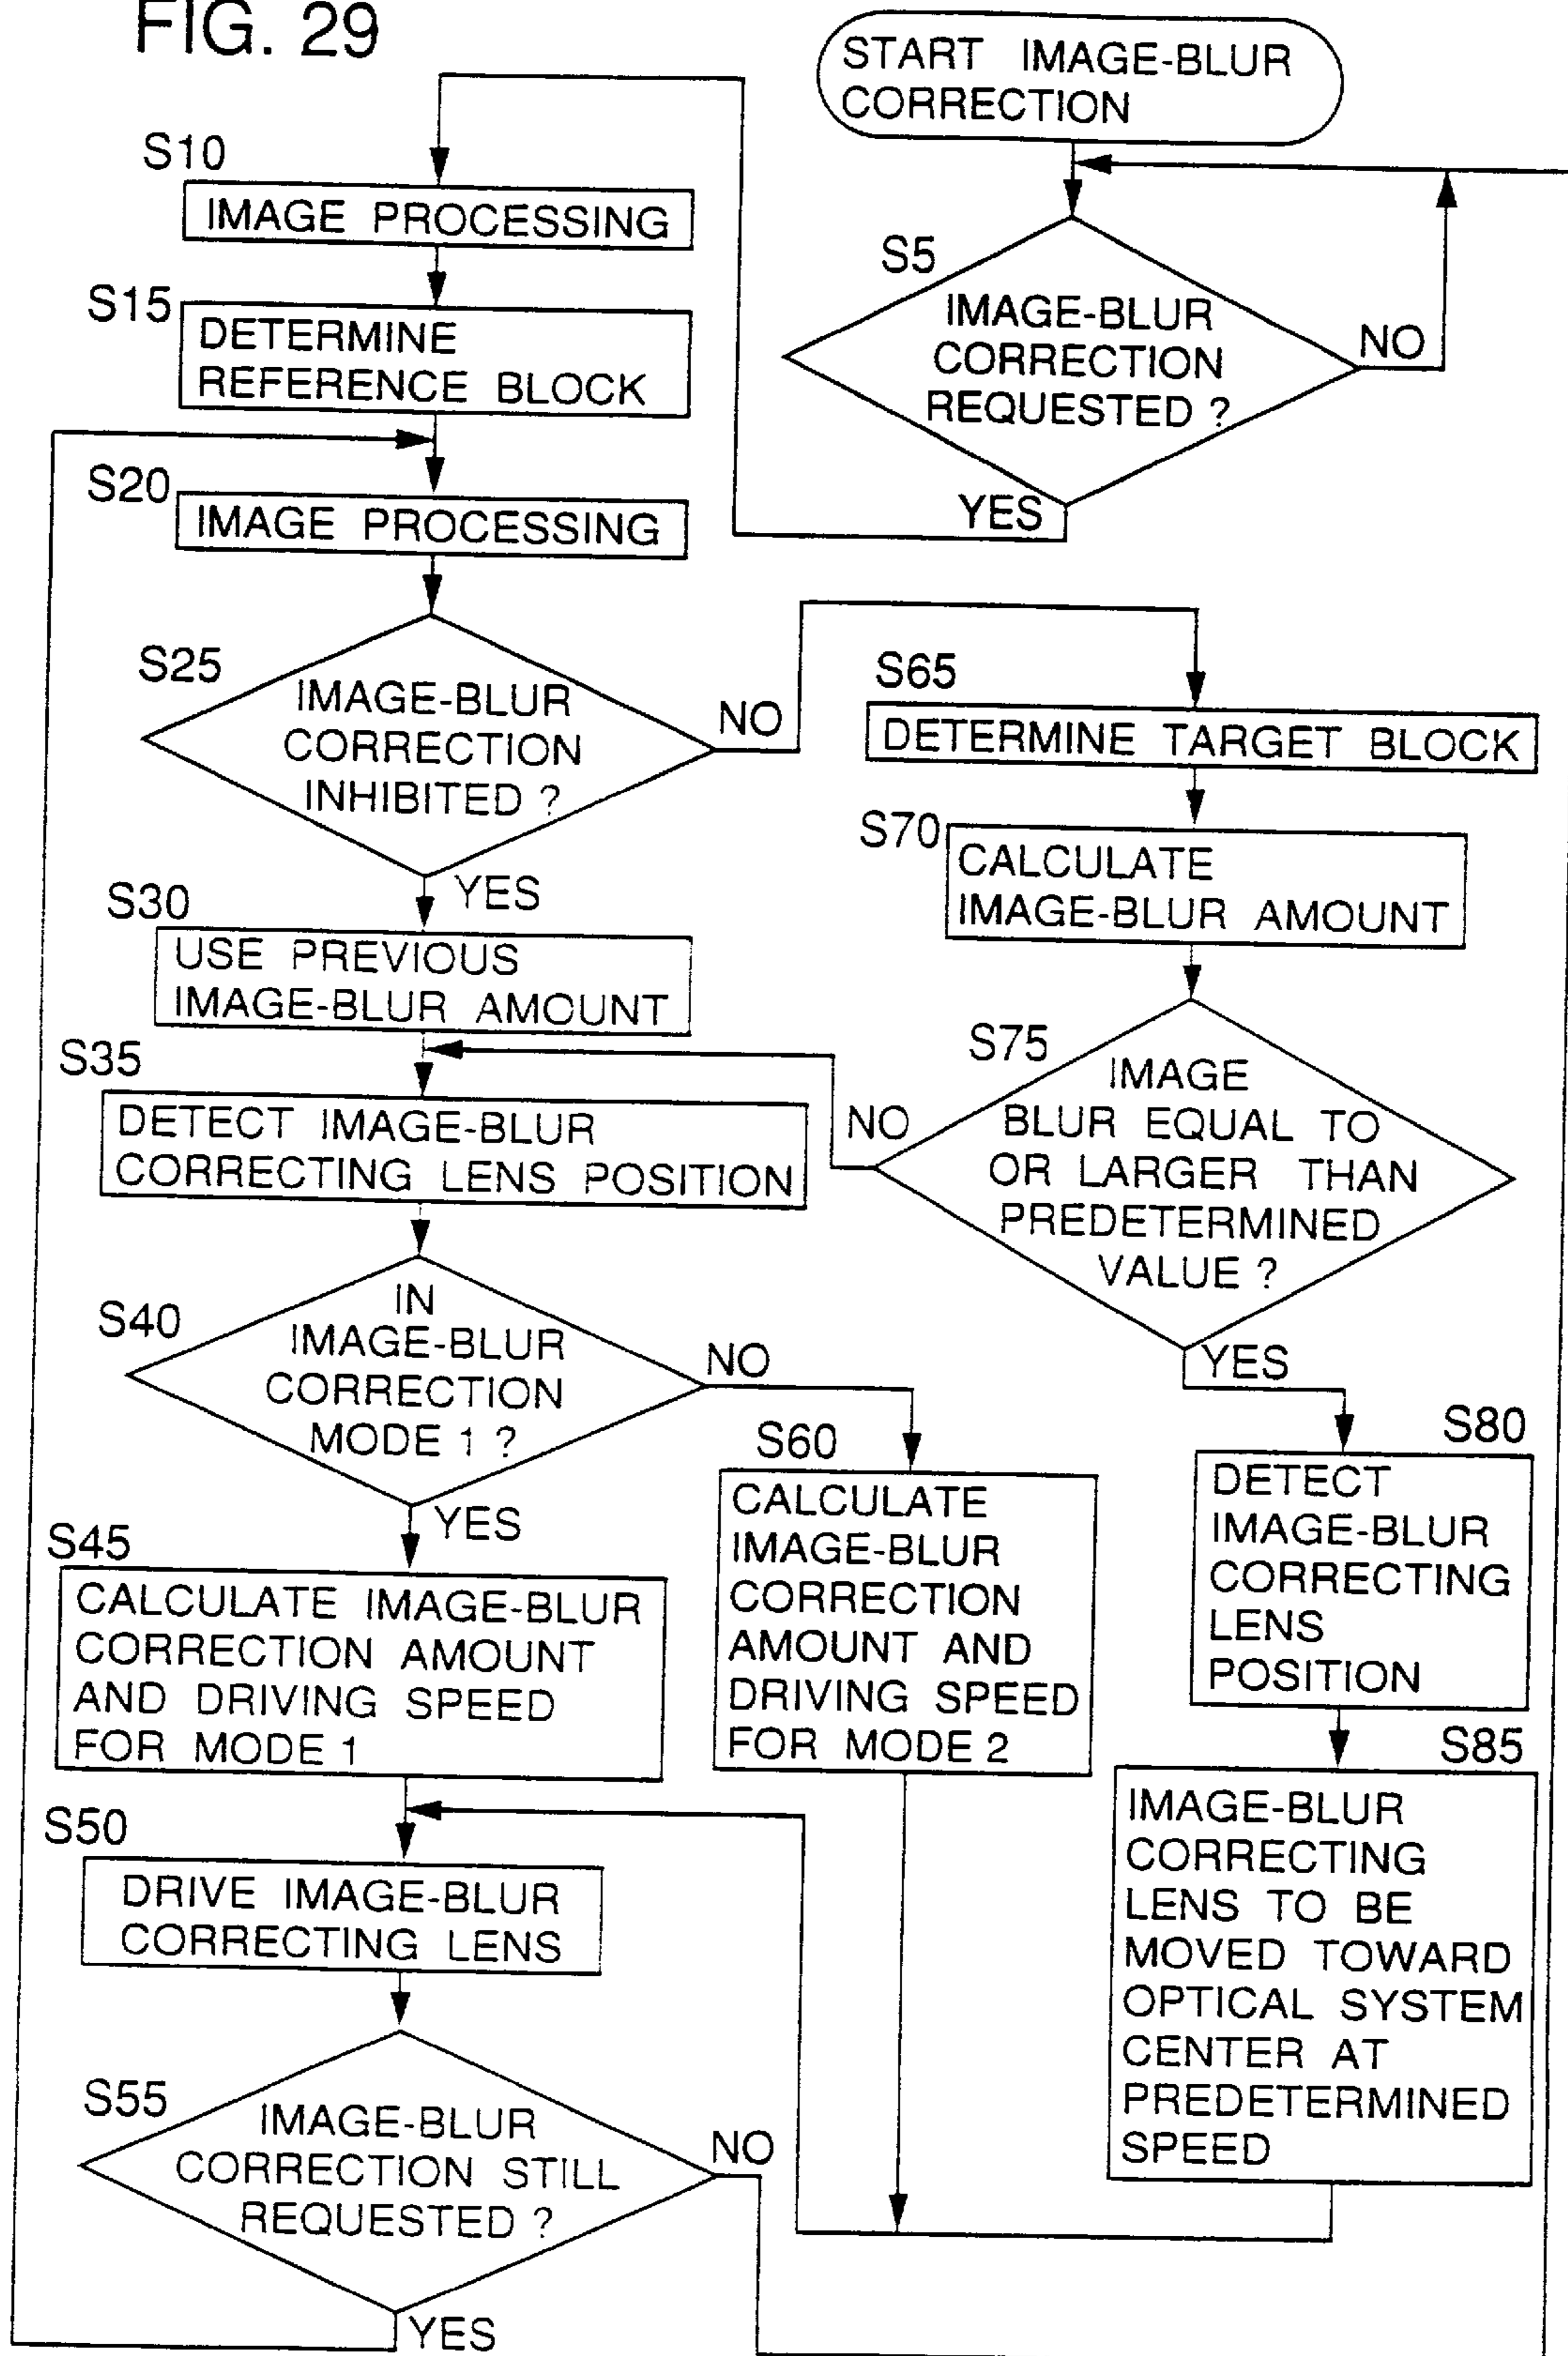 FIG. 29
START IMAGE-BLUR
CORRECTION
S5
IMAGE-BLUR
CORRECTION
REQUESTED ?
NO
YES
S10
IMAGE PROCESSING
S15
DETERMINE
REFERENCE BLOCK
S20
IMAGE PROCESSING
S25
IMAGE-BLUR
CORRECTION
INHIBITED ?
NO
YES
S30
USE PREVIOUS
IMAGE-BLUR AMOUNT
S35
DETECT IMAGE-BLUR
CORRECTING LENS POSITION
S40
IN
IMAGE-BLUR
CORRECTION
MODE 1 ?
NO
YES
S45
CALCULATE IMAGE-BLUR
CORRECTION AMOUNT
AND DRIVING SPEED
FOR MODE 1
S50
DRIVE IMAGE-BLUR
CORRECTING LENS
S55
IMAGE-BLUR
CORRECTION STILL
REQUESTED ?
NO
YES
S60
CALCULATE
IMAGE-BLUR
CORRECTION
AMOUNT AND
DRIVING SPEED
FOR MODE 2
S65
DETERMINE TARGET BLOCK
S70
CALCULATE
IMAGE-BLUR AMOUNT
S75
IMAGE
BLUR EQUAL TO
OR LARGER THAN
PREDETERMINED
VALUE ?
NO
YES
S80
DETECT
IMAGE-BLUR
CORRECTING
LENS
POSITION
S85
IMAGE-BLUR
CORRECTING
LENS TO BE
MOVED TOWARD
OPTICAL SYSTEM
CENTER AT
PREDETERMINED
SPEED